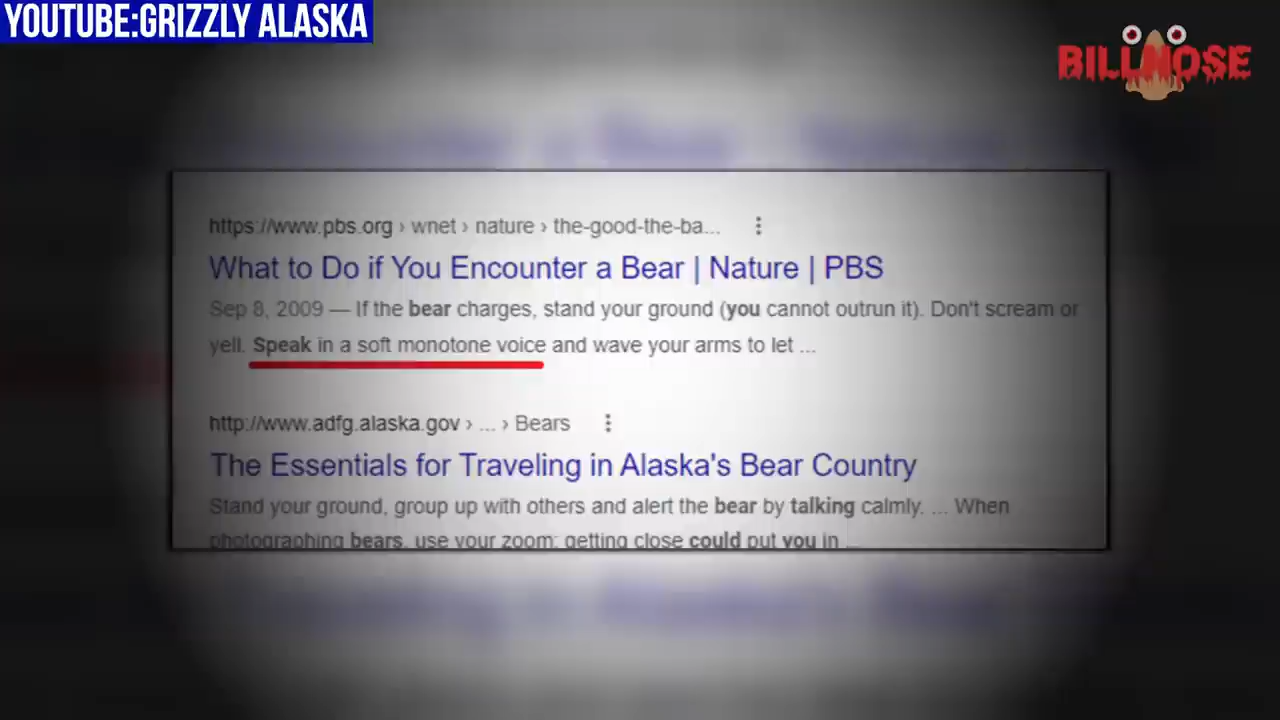 YOUTUBE:GRIZZLY ALASKA
BILLNOSE
https://www.pbs.org › wnet › nature › the-good-the-ba...
What to Do if You Encounter a Bear | Nature | PBS
Sep 8, 2009 — If the bear charges, stand your ground (you cannot outrun it). Don't scream or
yell. Speak in a soft monotone voice and wave your arms to let ...
http://www.adfg.alaska.gov › ... › Bears
The Essentials for Traveling in Alaska's Bear Country
Stand your ground, group up with others and alert the bear by talking calmly. ... When
photographing bears, use your zoom; getting close could put you in ...